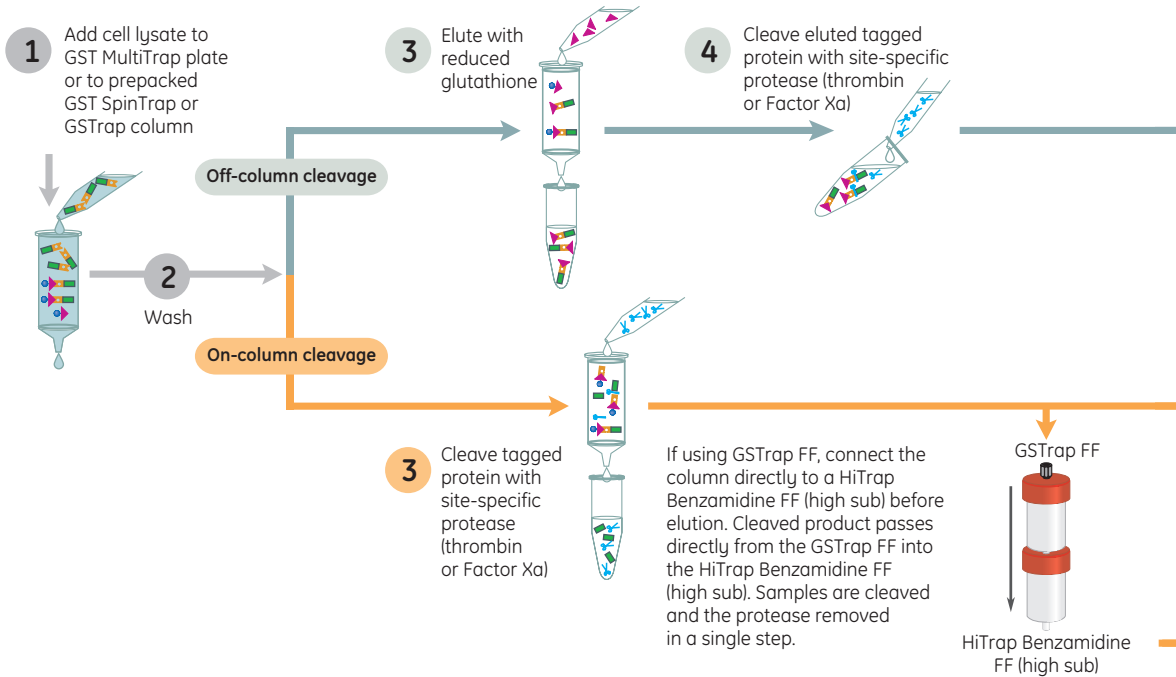 1
Add cell lysate to
GST MultiTrap plate
or to prepacked
GST SpinTrap or
GSTrap column
2
Wash
Off-column cleavage
3
Elute with
reduced
glutathione
4
Cleave eluted tagged
protein with site-specific
protease (thrombin
or Factor Xa)
On-column cleavage
3
Cleave tagged
protein with
site-specific
protease
(thrombin
or Factor Xa)
If using GSTrap FF, connect the
column directly to a HiTrap
Benzamidine FF (high sub) before
elution. Cleaved product passes
directly from the GSTrap FF into
the HiTrap Benzamidine FF
(high sub). Samples are cleaved
and the protease removed
in a single step.
GSTrap FF
HiTrap Benzamidine
FF (high sub)